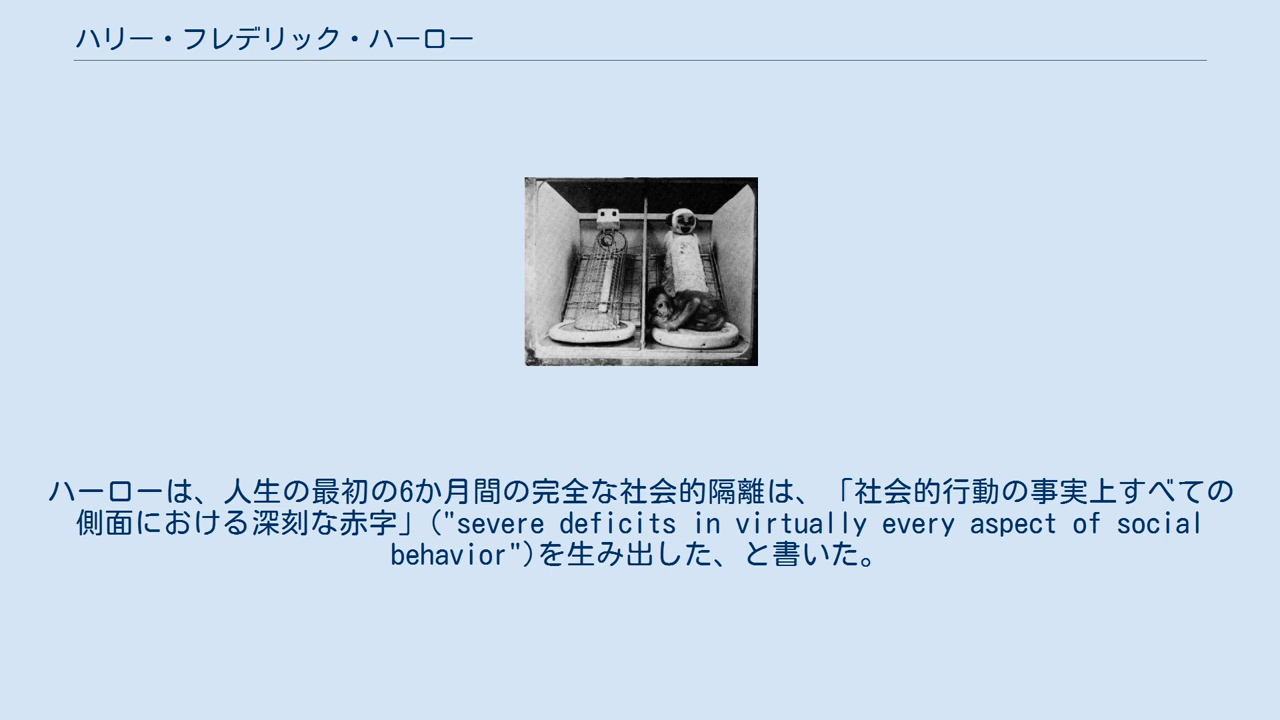 ハリー・フレデリック・ハーロー
ハーローは、人生の最初の6か月間の完全な社会的隔離は、「社会的行動の事実上すべての
側面における深刻な赤字」("severe deficits in virtually every aspect of social
behavior")を生み出した、と書いた。